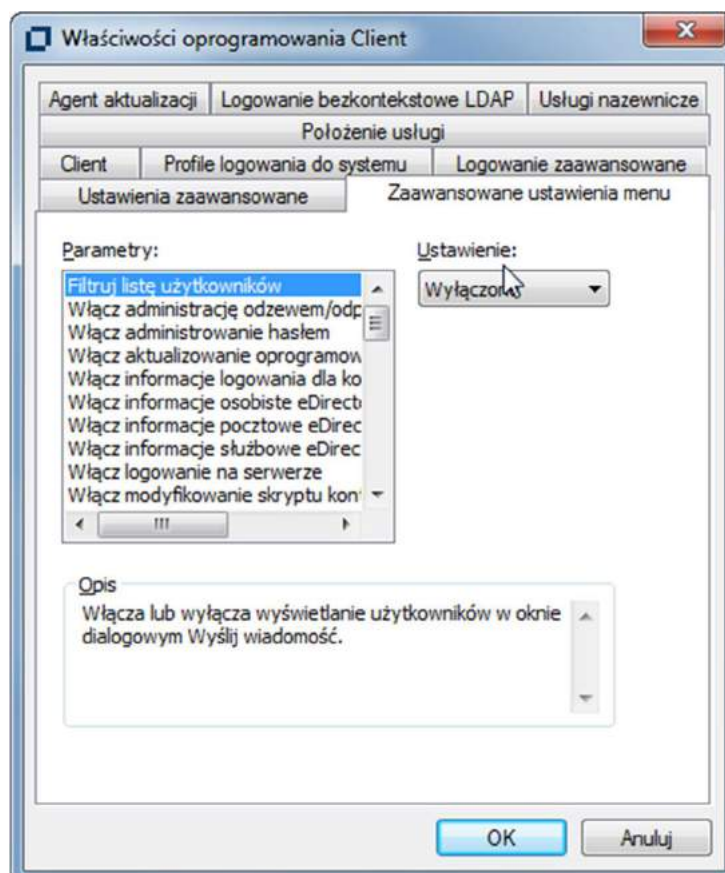 Właściwości oprogramowania Client
Agent aktualizacji
Logowanie bezkontekstowe LDAP
Usługi nazewnicze
Położenie usługi
Client
Profile logowania do systemu
Logowanie zaawansowane
Ustawienia zaawansowane
Zaawansowane ustawienia menu
Parametry:
Ustawienie:
Filtruj listę użytkowników
Włącz administrację odzewem/odp
Włącz administrowanie hasłem
Włącz aktualizowanie oprogramow
Włącz informacje logowania dla ko
Włącz informacje osobiste eDirect
Włącz informacje pocztowe eDirec
Włącz informacje służbowe eDirec
Włącz logowanie na serwerze
Włącz modyfikowanie skryptu kon
Opis
Włącza lub wyłącza wyświetlanie użytkowników w oknie
dialogowym Wyślij wiadomość.
OK
Anuluj